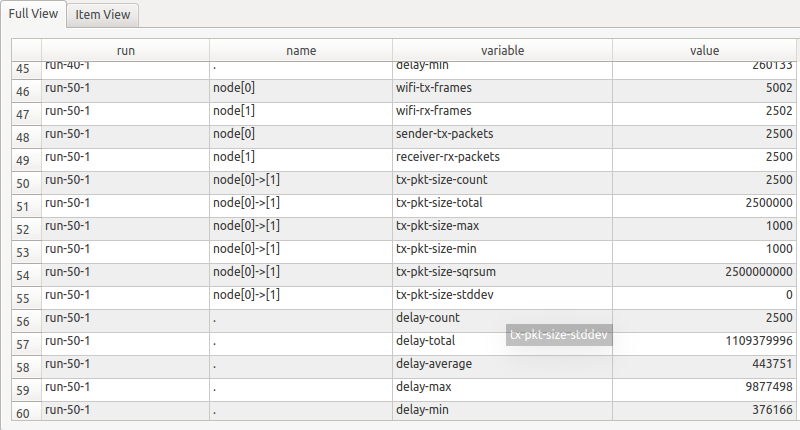 Full View Item View
run name variable value
45 run-40-1 . delay-min 260133
46 run-50-1 node[0] wifi-tx-frames 5002
47 run-50-1 node[1] wifi-rx-frames 2502
48 run-50-1 node[0] sender-tx-packets 2500
49 run-50-1 node[1] receiver-rx-packets 2500
50 run-50-1 node[0]->[1] tx-pkt-size-count 2500
51 run-50-1 node[0]->[1] tx-pkt-size-total 2500000
52 run-50-1 node[0]->[1] tx-pkt-size-max 1000
53 run-50-1 node[0]->[1] tx-pkt-size-min 1000
54 run-50-1 node[0]->[1] tx-pkt-size-sqrsum 2500000000
55 run-50-1 node[0]->[1] tx-pkt-size-stddev 0
56 run-50-1 . delay-count 2500
tx-pkt-size-stddev
57 run-50-1 . delay-total 1109379996
58 run-50-1 . delay-average 443751
59 run-50-1 . delay-max 9877498
60 run-50-1 . delay-min 376166